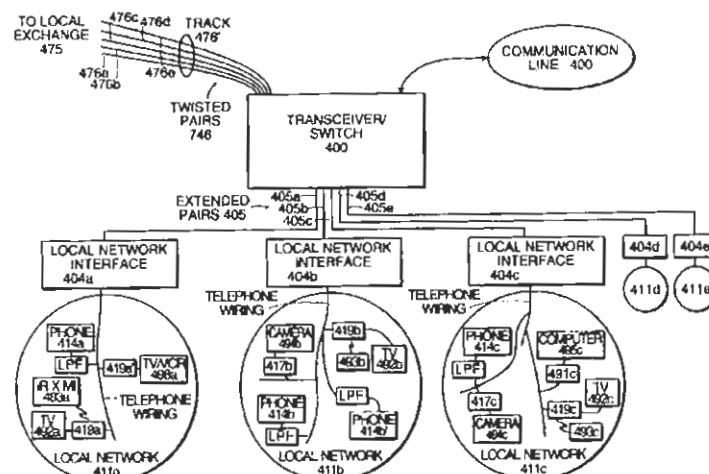 TO LOCAL
EXCHANGE
475
476c
476d
TRACK
476'
476a
476b
476e
TWISTED
PAIRS
746
COMMUNICATION
LINE 400
TRANSCEIVER/
SWITCH
400
EXTENDED
PAIRS 405
405a
405b
405c
405d
405e
LOCAL NETWORK
INTERFACE
404a
LOCAL NETWORK
INTERFACE
404b
LOCAL NETWORK
INTERFACE
404c
404d
404e
411d
411e
TELEPHONE
WIRING
TELEPHONE
WIRING
PHONE
414a
LPF
419a'
TV/VCR
498a
TELEPHONE
WIRING
TV
492a
419a
LOCAL NETWORK
411a
CAMERA
494b
417b
419b
493b
TV
492b
PHONE
414b
LPF
LPF
PHONE
414b'
LOCAL NETWORK
411b
PHONE
414c
LPF
417c
CAMERA
494c
COMPUTER
495c
491c
TV
492c
419c
493c
LOCAL NETWORK
411c